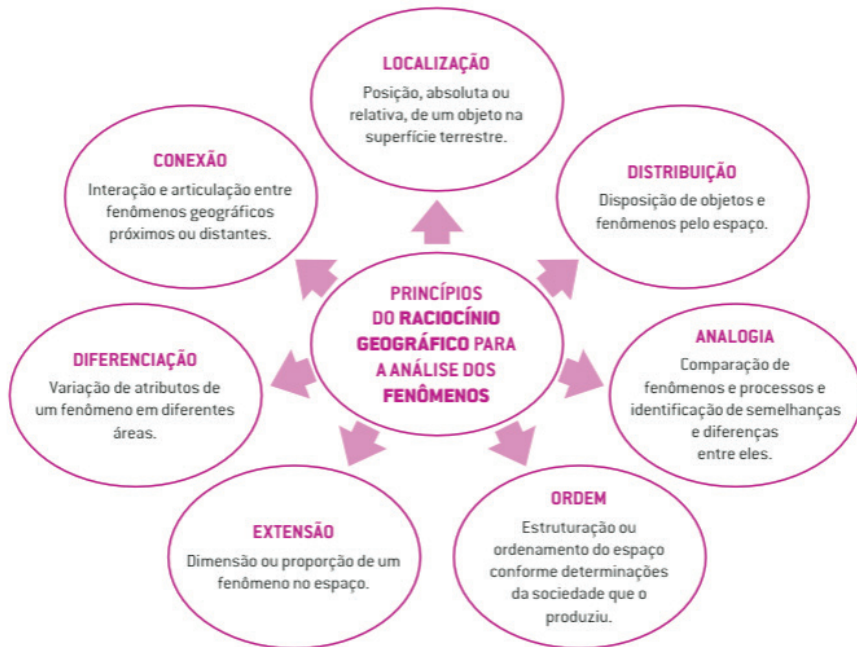 LOCALIZAÇÃO
Posição, absoluta ou
relativa, de um objeto na
superfície terrestre.
CONEXÃO
Interação e articulação entre
fenômenos geográficos
próximos ou distantes.
DISTRIBUIÇÃO
Disposição de objetos e
fenômenos pelo espaço.
PRINCÍPIOS
DO RACIOCÍNIO
GEOGRÁFICO PARA
A ANÁLISE DOS
FENÔMENOS
DIFERENCIAÇÃO
Variação de atributos de
um fenômeno em diferentes
áreas.
ANALOGIA
Comparação de
fenômenos e processos e
identificação de semelhanças
e diferenças
entre eles.
EXTENSÃO
Dimensão ou proporção de um
fenômeno no espaço.
ORDEM
Estruturação ou
ordenamento do espaço
conforme determinações
da sociedade que o
produziu.